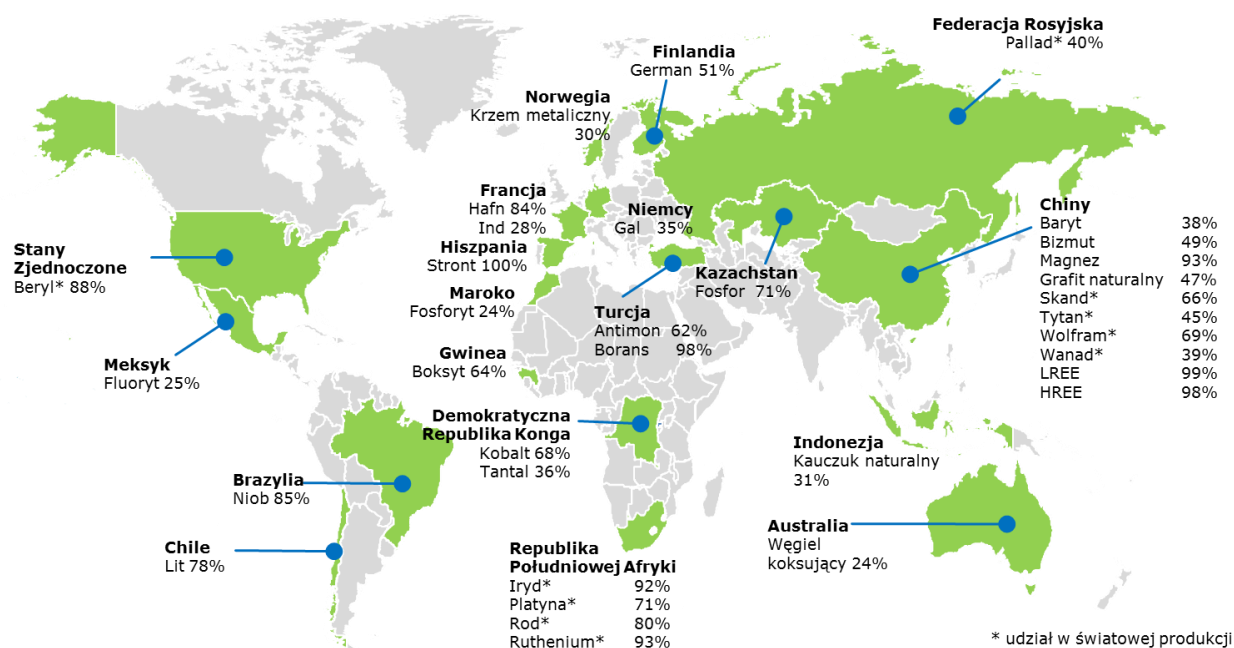 Federacja Rosyjska
Pallad* 40%
Finlandia
German 51%
Norwegia
Krzem metaliczny
30%
Francja
Hafn 84%
Ind 28%
Niemcy
Gal 35%
Hiszpania
Stront 100%
Maroko
Fosforyt 24%
Kazachstan
Fosfor 71%
Turcja
Antimon 62%
Borans 98%
Chiny
Baryt 38%
Bizmut 49%
Magnez 93%
Grafit naturalny 47%
Skand* 66%
Tytan* 45%
Wolfram* 69%
Wanad* 39%
LREE 99%
HREE 98%
Stany
Zjednoczone
Beryl* 88%
Meksyk
Fluoryt 25%
Gwinea
Boksyt 64%
Demokratyczna
Republika Konga
Kobalt 68%
Tantal 36%
Indonezja
Kauczuk naturalny
31%
Brazylia
Niob 85%
Chile
Lit 78%
Australia
Węgiel
koksujący 24%
Republika
Południowej Afryki
Iryd* 92%
Platyna* 71%
Rod* 80%
Ruthenium* 93%
* udział w światowej produkcji